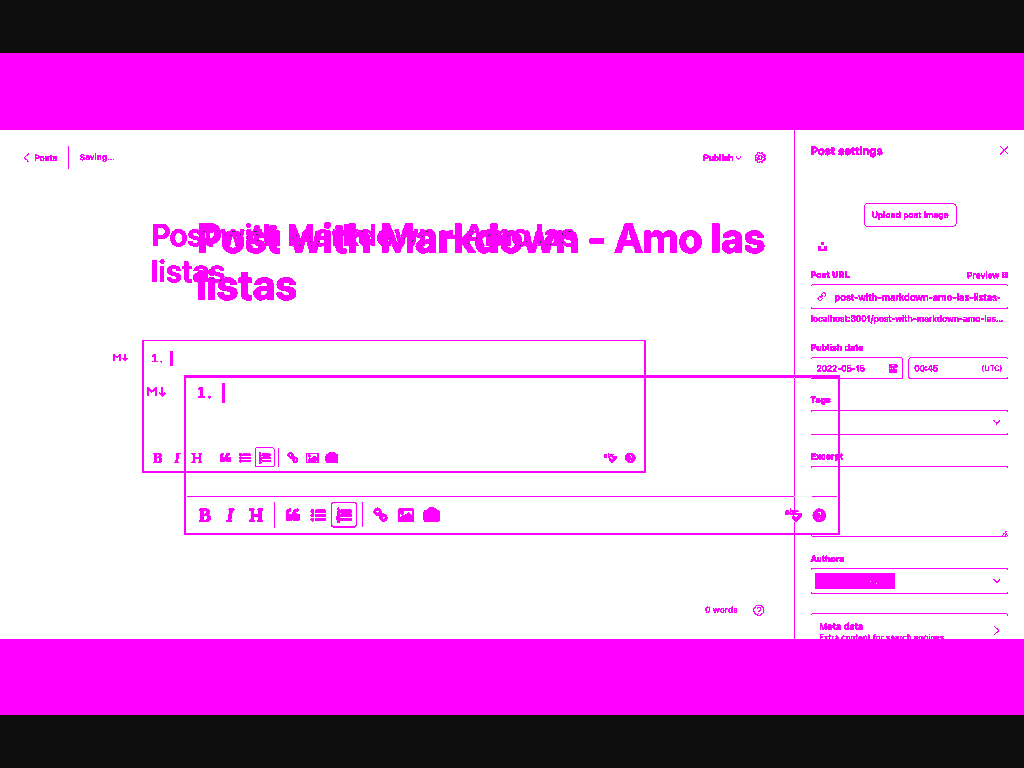 Posts
Saving...
Publish
Post with Markdown - Amo las
listas
Post with Markdown - Amo las
listas
M↓
1.
M↓
1.
B I H
B I H
0 words
Post settings
Upload post image
Post URL
Preview
post-with-markdown-amo-las-listas-
localhost:3001/post-with-markdown-amo-las...
Publish date
2022-05-15
00:45
(UTC)
Tags
Excerpt
Authors
Meta data
Extra content for search engines